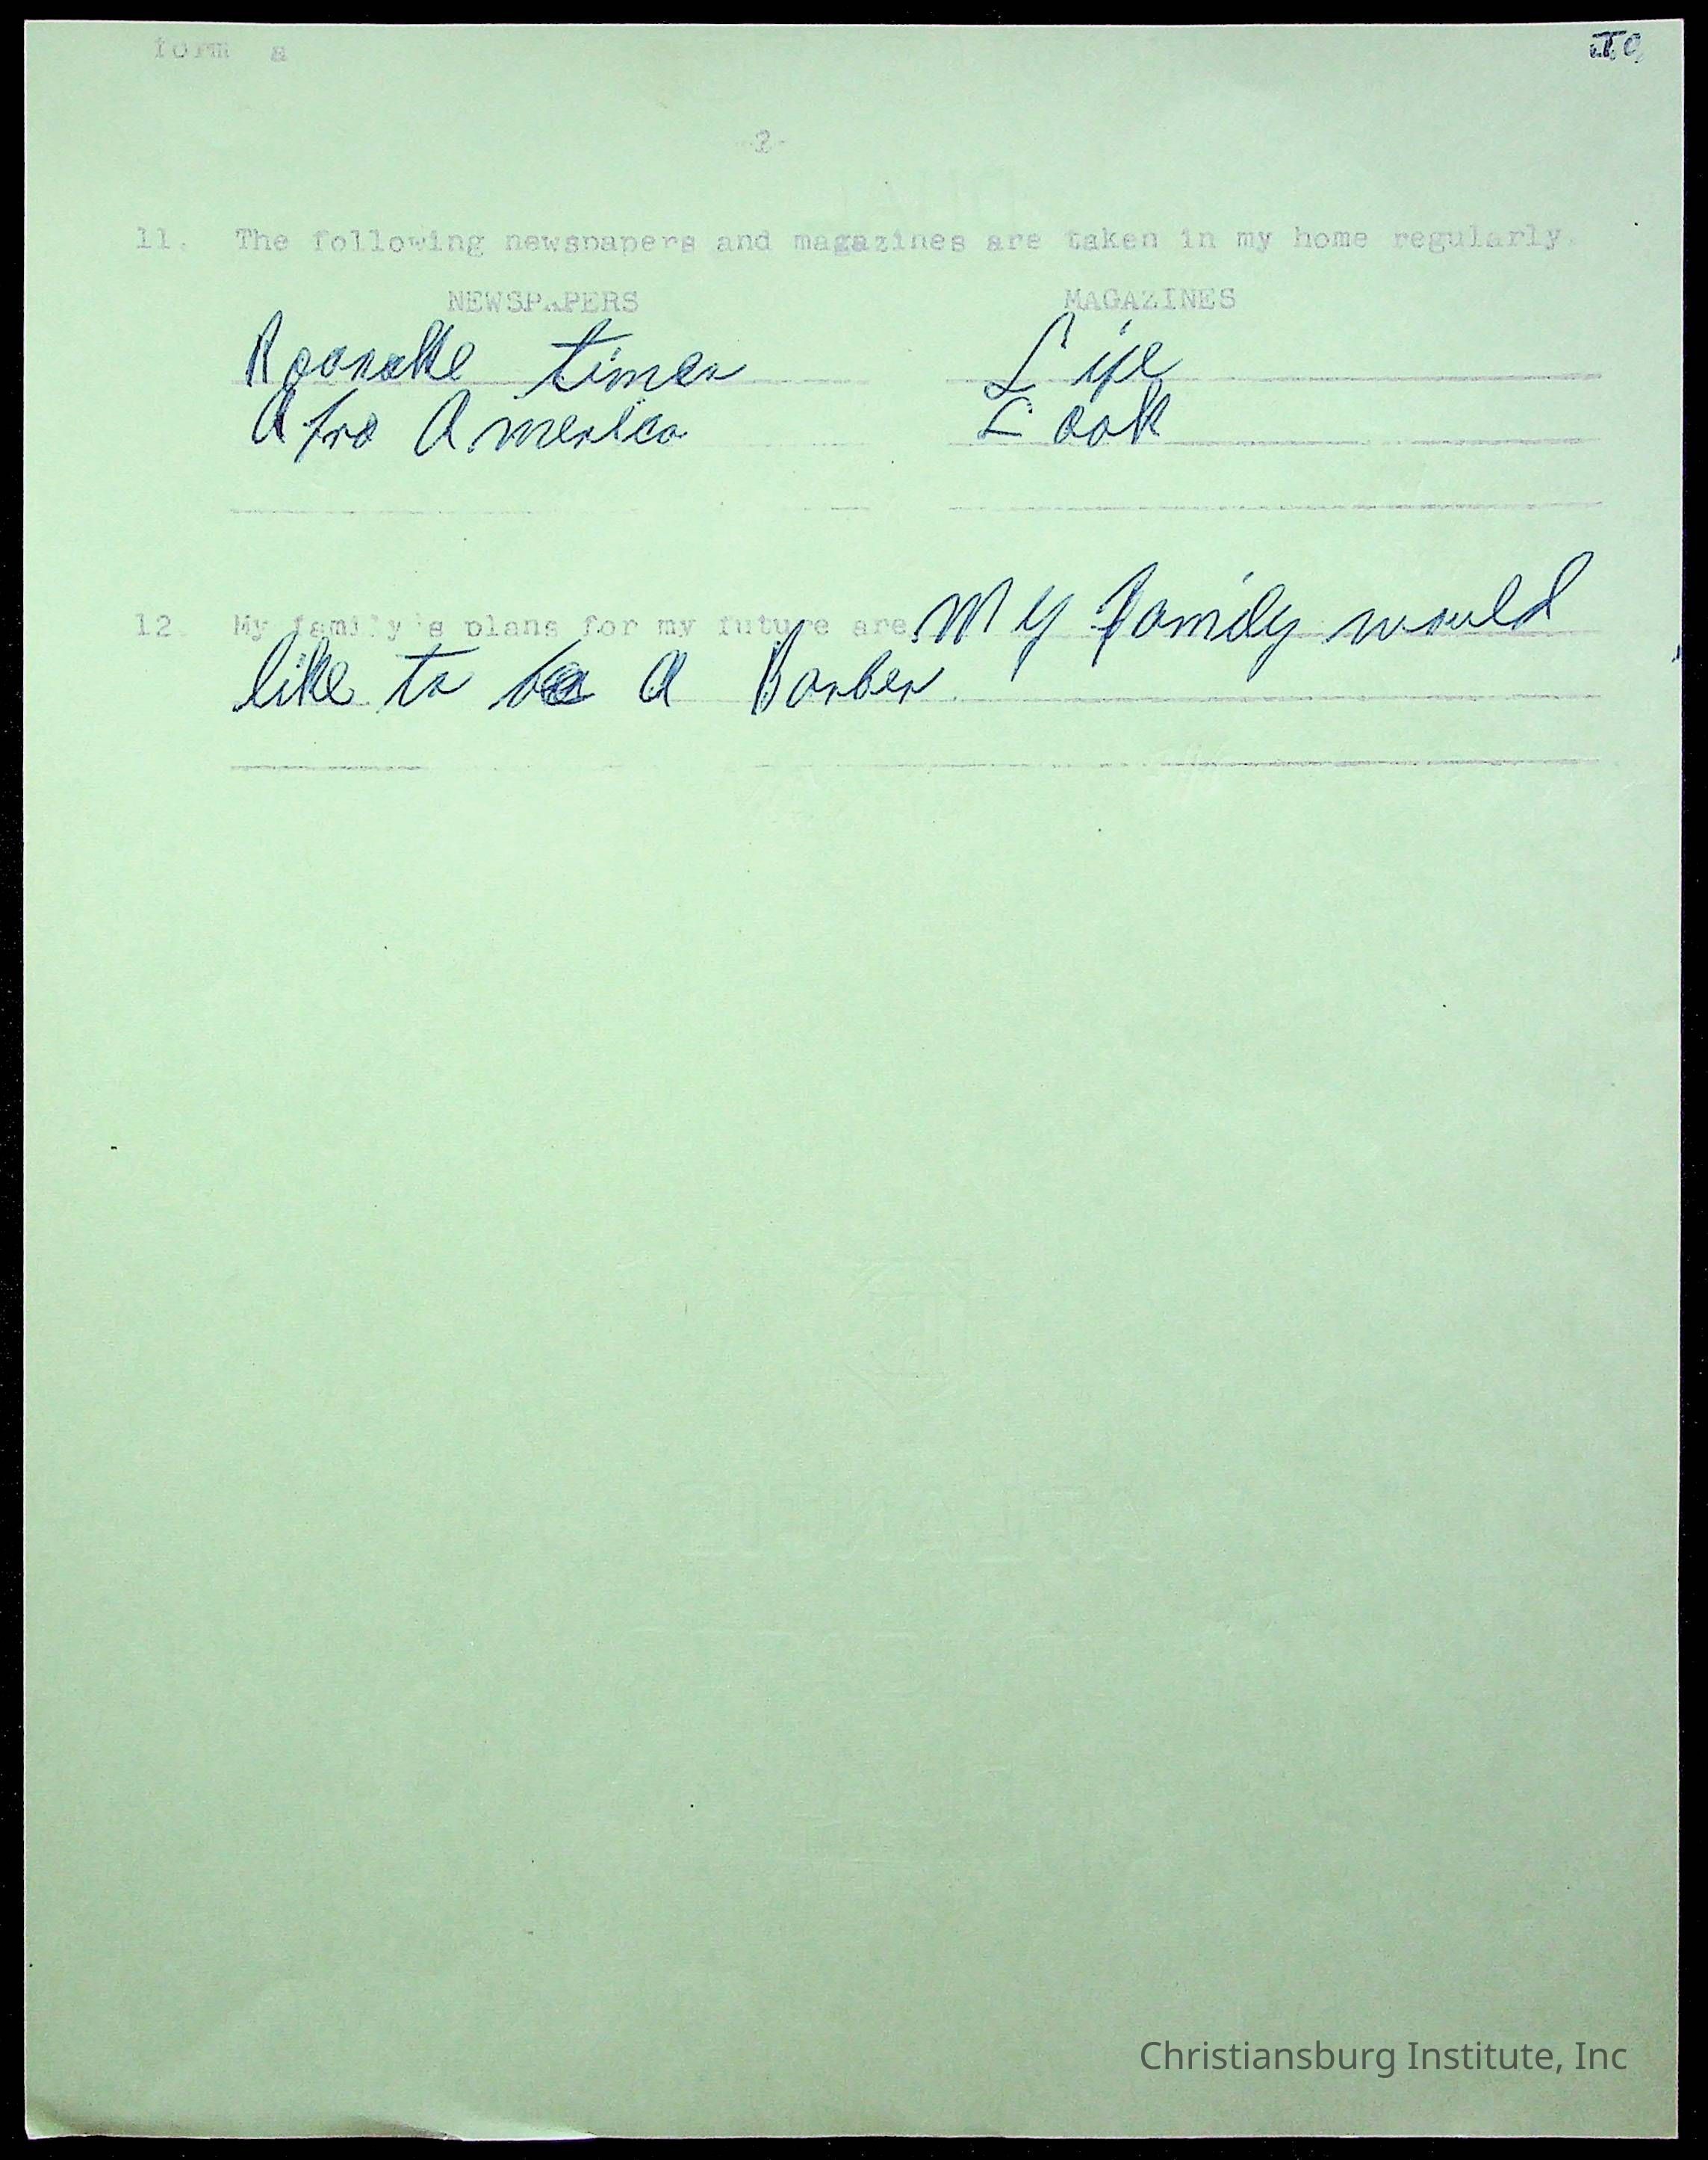 form a
-2-
11. The following newspapers and magazines are taken in my home regularly.
NEWSPAPERS MAGAZINES
Roanoke times Life
Afro America Look
12. My family's plans for my future are My family would
like to be a Barber
Christiansburg Institute, Inc